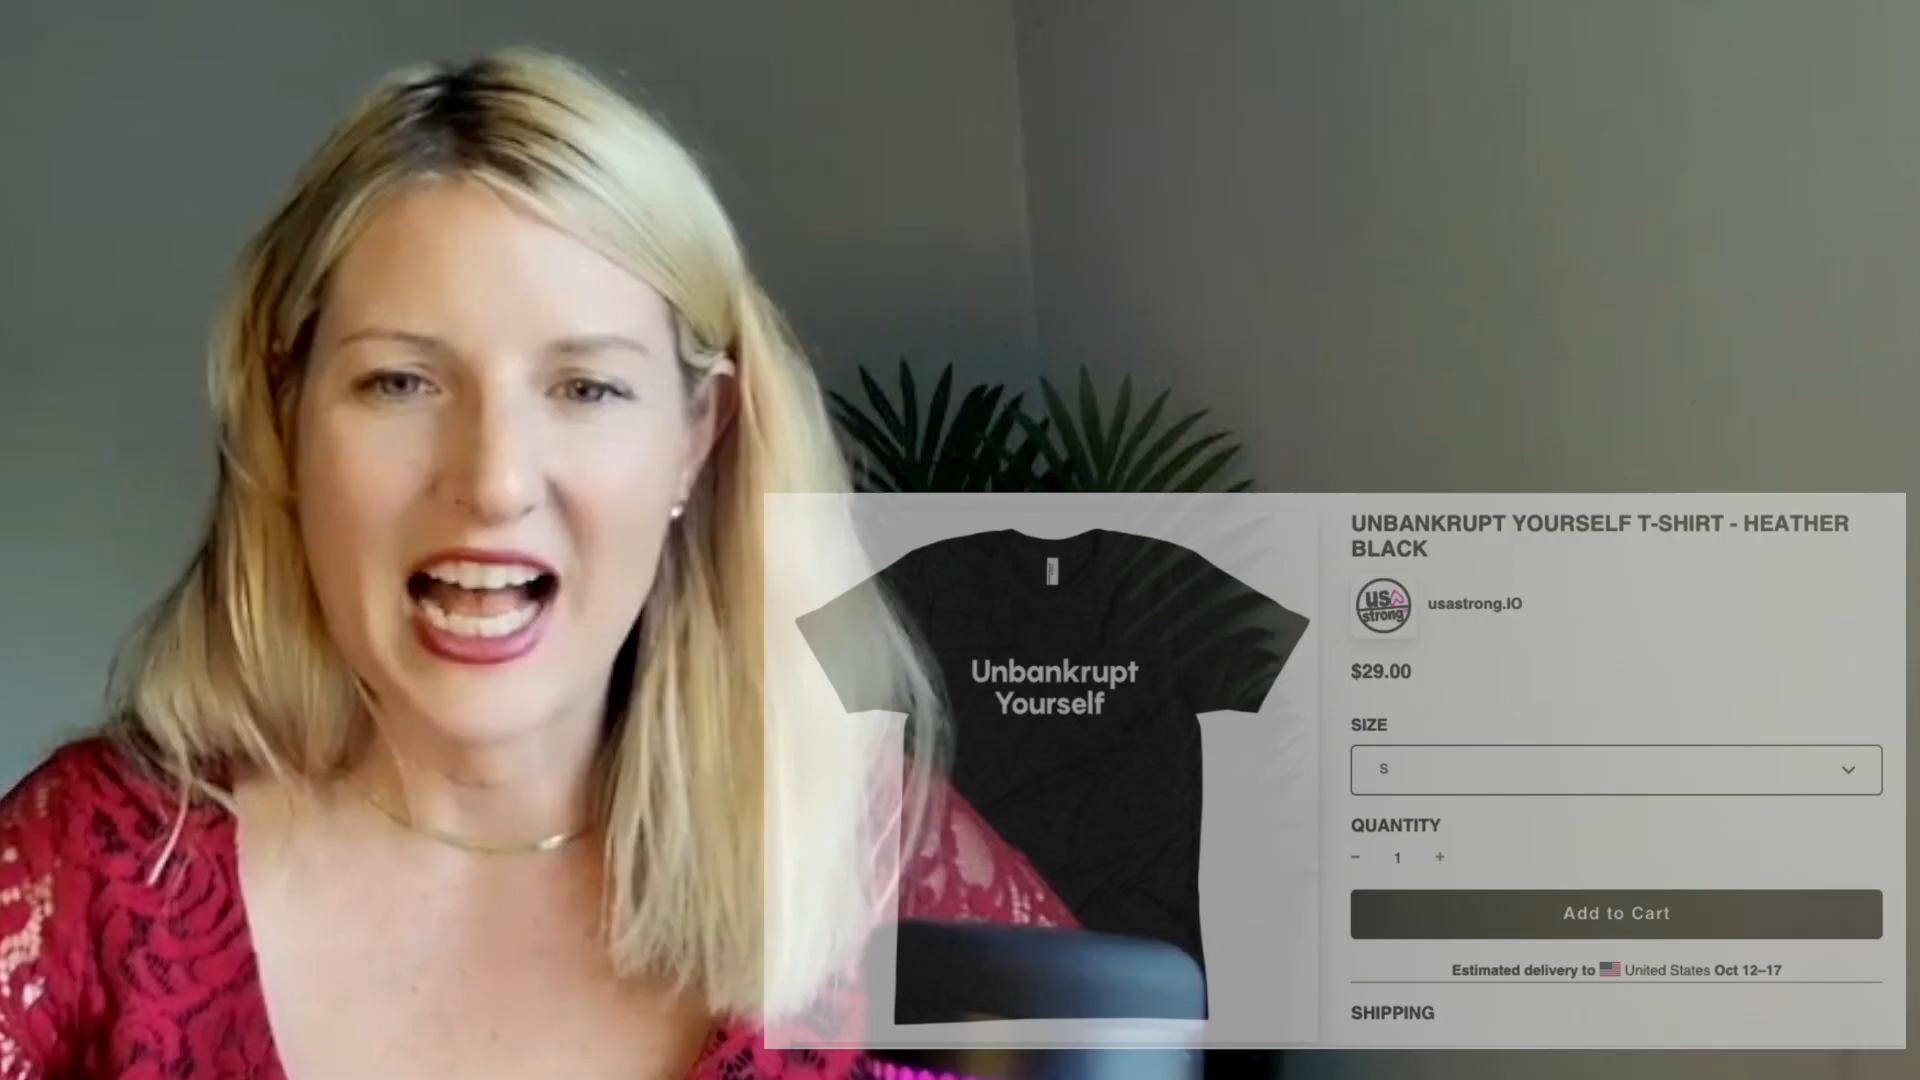 Unbankrupt
Yourself
UNBANKRUPT YOURSELF T-SHIRT - HEATHER
BLACK
us
strong
usastrong.IO
$29.00
SIZE
S
QUANTITY
− 1 +
Add to Cart
Estimated delivery to United States Oct 12–17
SHIPPING